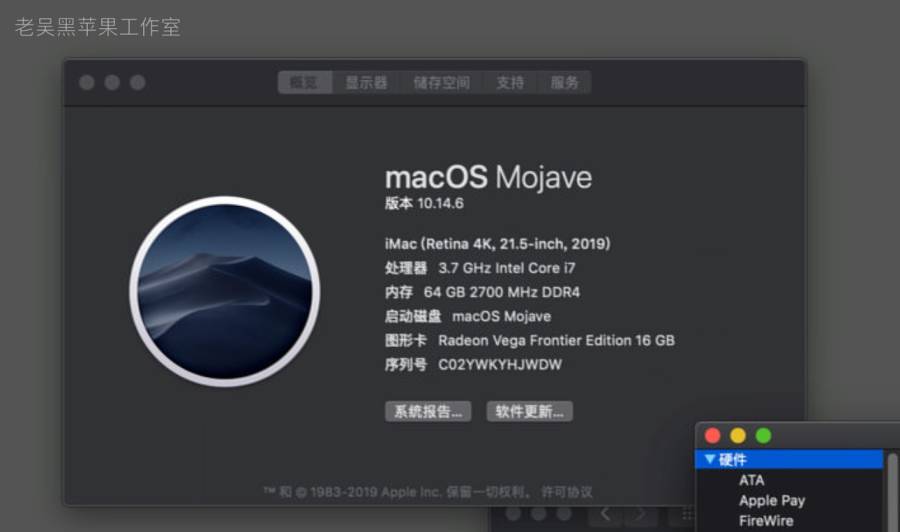 老吴黑苹果工作室
概览 显示器 储存空间 支持 服务
macOS Mojave
版本 10.14.6
iMac (Retina 4K, 21.5-inch, 2019)
处理器 3.7 GHz Intel Core i7
内存 64 GB 2700 MHz DDR4
启动磁盘 macOS Mojave
图形卡 Radeon Vega Frontier Edition 16 GB
序列号 C02YWKYHJWDW
系统报告... 软件更新...
™ 和 © 1983-2019 Apple Inc. 保留一切权利。 许可协议
硬件
ATA
Apple Pay
FireWire